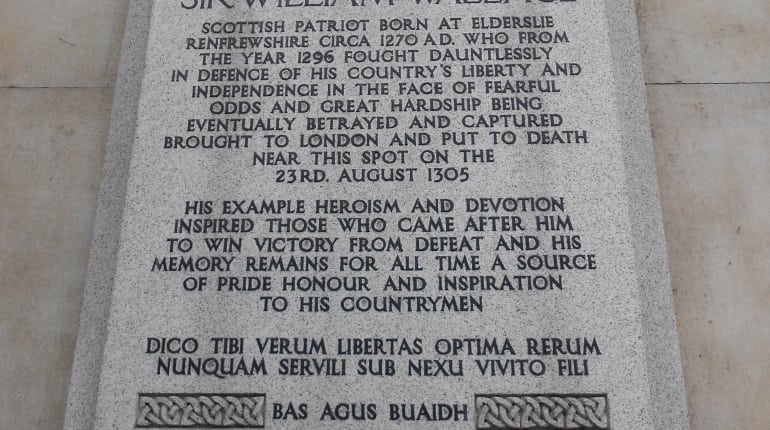 SIR WILLIAM WALLACE
SCOTTISH PATRIOT BORN AT ELDERSLIE
RENFREWSHIRE CIRCA 1270 A.D. WHO FROM
THE YEAR 1296 FOUGHT DAUNTLESSLY
IN DEFENCE OF HIS COUNTRY'S LIBERTY AND
INDEPENDENCE IN THE FACE OF FEARFUL
ODDS AND GREAT HARDSHIP BEING
EVENTUALLY BETRAYED AND CAPTURED
BROUGHT TO LONDON AND PUT TO DEATH
NEAR THIS SPOT ON THE
23RD. AUGUST 1305
HIS EXAMPLE HEROISM AND DEVOTION
INSPIRED THOSE WHO CAME AFTER HIM
TO WIN VICTORY FROM DEFEAT AND HIS
MEMORY REMAINS FOR ALL TIME A SOURCE
OF PRIDE HONOUR AND INSPIRATION
TO HIS COUNTRYMEN
DICO TIBI VERUM LIBERTAS OPTIMA RERUM
NUNQUAM SERVILI SUB NEXU VIVITO FILI
BAS AGUS BUAIDH